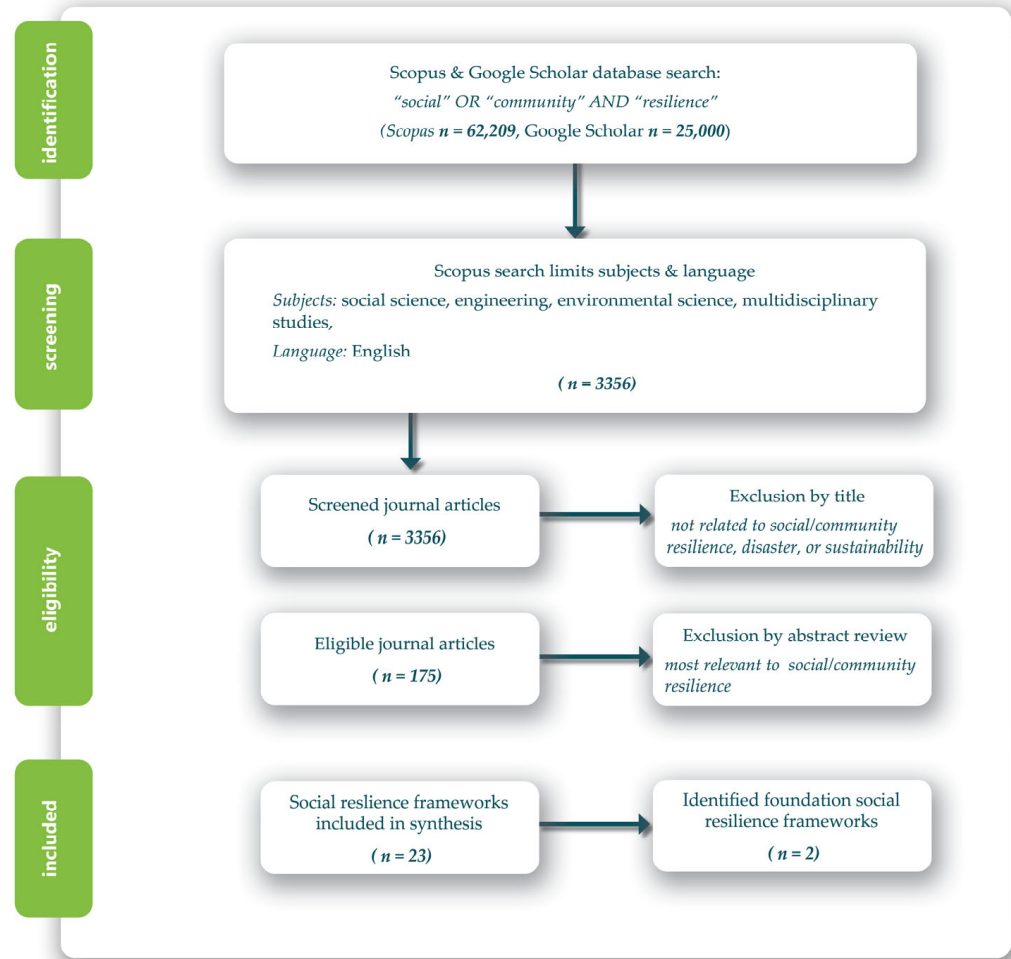 identification
Scopus & Google Scholar database search:
“social” OR “community” AND “resilience”
(Scopas n = 62,209, Google Scholar n = 25,000)
screening
Scopus search limits subjects & language
Subjects: social science, engineering, environmental science, multidisciplinary
studies,
Language: English
( n = 3356)
eligibility
Screened journal articles
( n = 3356)
Exclusion by title
not related to social/community
resilience, disaster, or sustainability
Eligible journal articles
( n = 175)
Exclusion by abstract review
most relevant to social/community
resilience
included
Social reslience frameworks
included in synthesis
( n = 23)
Identified foundation social
resilience frameworks
( n = 2)